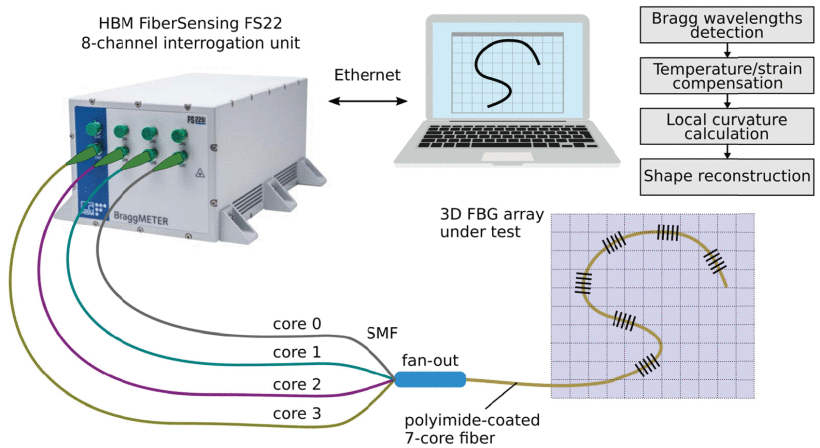 HBM FiberSensing FS22
8-channel interrogation unit
Ethernet
Bragg wavelengths
detection
Temperature/strain
compensation
Local curvature
calculation
Shape reconstruction
FS22SI
HBM
BraggMETER
3D FBG array
under test
core 0
core 1
core 2
core 3
SMF
fan-out
polyimide-coated
7-core fiber